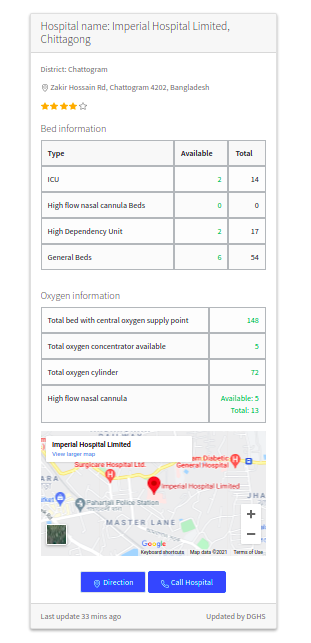 Hospital name: Imperial Hospital Limited,
Chittagong
District: Chattogram
Zakir Hossain Rd, Chattogram 4202, Bangladesh
Bed information
Type Available Total
ICU 2 14
High flow nasal cannula Beds 0 0
High Dependency Unit 2 17
General Beds 6 54
Oxygen information
Total bed with central oxygen supply point 148
Total oxygen concentrator available 5
Total oxygen cylinder 72
High flow nasal cannula Available: 5
Total: 13
Imperial Hospital Limited
View larger map
am Diabetic
General Hospital
Surgicare Hospital Ltd.
ARA
Imperial Hospital Limited
JHA
Market
Pahartali Police Station
MASTER LANE
Google
Keyboard shortcuts Map data ©2021 Terms of Use
Direction Call Hospital
Last update 33 mins ago Updated by DGHS